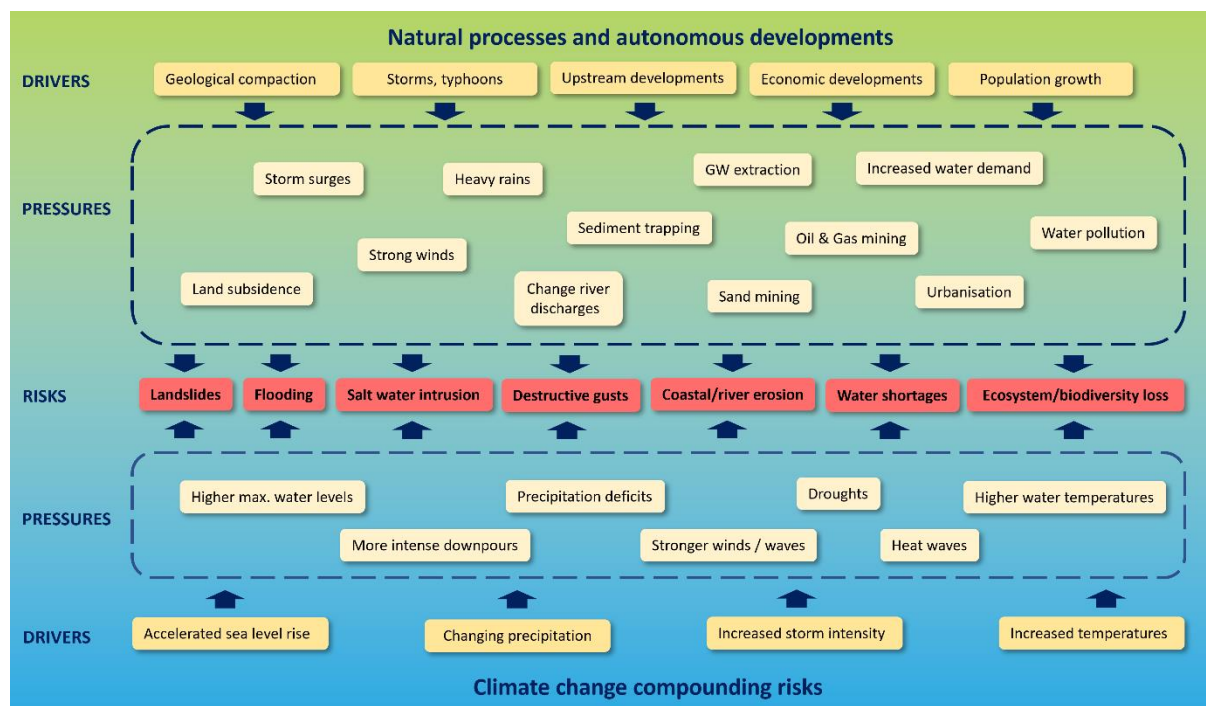 Natural processes and autonomous developments
DRIVERS
Geological compaction
Storms, typhoons
Upstream developments
Economic developments
Population growth
PRESSURES
Storm surges
Heavy rains
GW extraction
Increased water demand
Sediment trapping
Oil & Gas mining
Water pollution
Strong winds
Land subsidence
Change river
discharges
Sand mining
Urbanisation
RISKS
Landslides
Flooding
Salt water intrusion
Destructive gusts
Coastal/river erosion
Water shortages
Ecosystem/biodiversity loss
PRESSURES
Higher max. water levels
Precipitation deficits
Droughts
Higher water temperatures
More intense downpours
Stronger winds / waves
Heat waves
DRIVERS
Accelerated sea level rise
Changing precipitation
Increased storm intensity
Increased temperatures
Climate change compounding risks